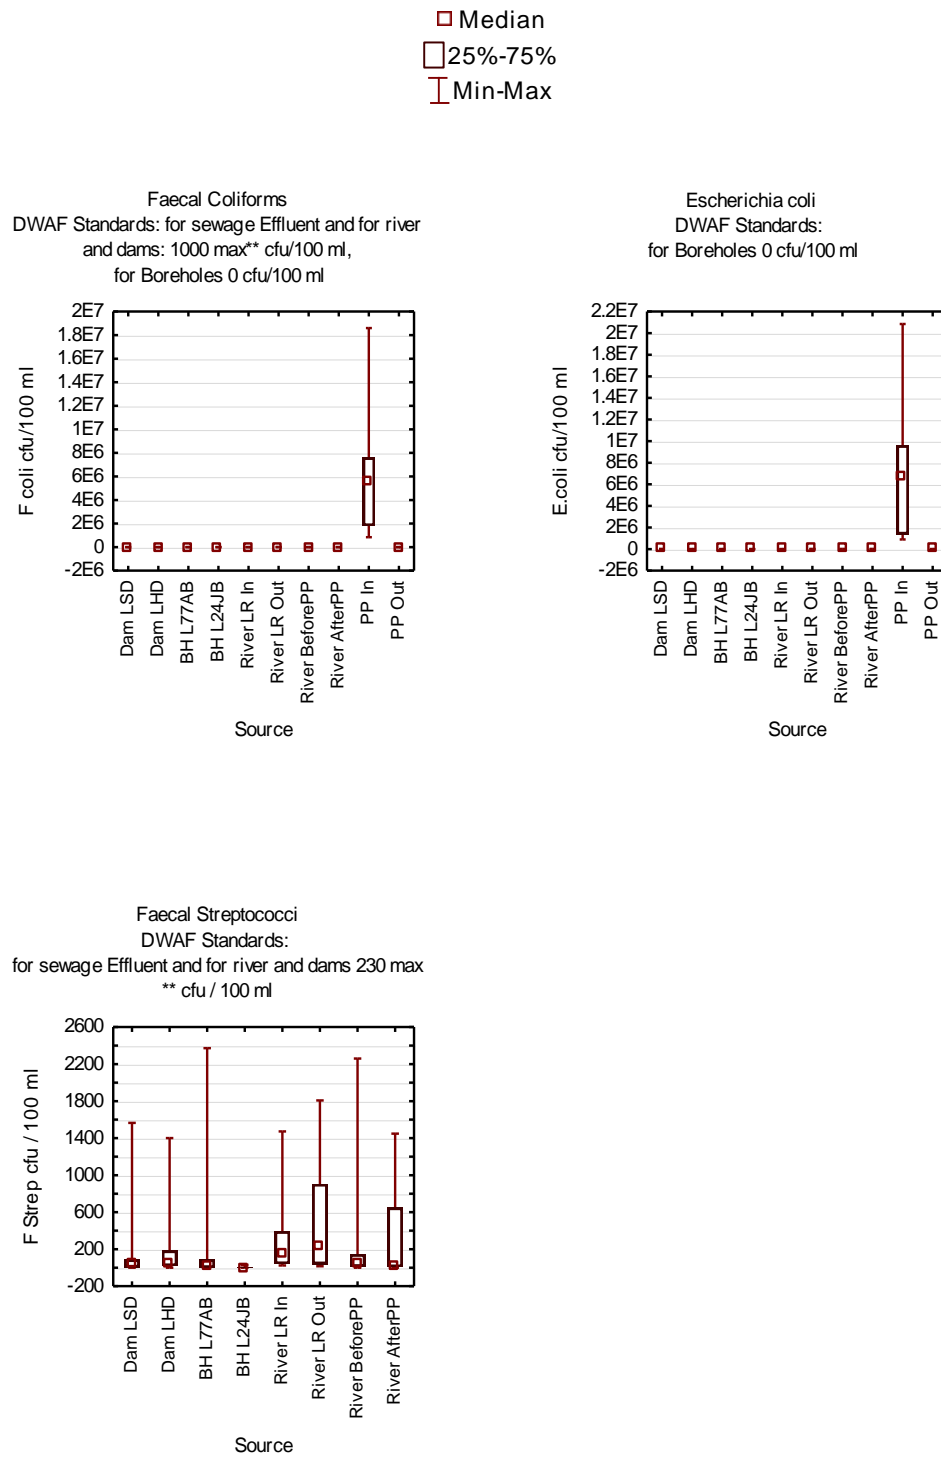 Median
25%-75%
Min-Max
Faecal Coliforms
DWAF Standards: for sewage Effluent and for river
and dams: 1000 max** cfu/100 ml,
for Boreholes 0 cfu/100 ml
F coli cfu/100 ml
2E7
1.8E7
1.6E7
1.4E7
1.2E7
1E7
8E6
6E6
4E6
2E6
0
-2E6
Dam LSD
Dam LHD
BH L77AB
BH L24JB
River LR In
River LR Out
River BeforePP
River AfterPP
PP In
PP Out
Source
Escherichia coli
DWAF Standards:
for Boreholes 0 cfu/100 ml
E.coli cfu/100 ml
2.2E7
2E7
1.8E7
1.6E7
1.4E7
1.2E7
1E7
8E6
6E6
4E6
2E6
0
-2E6
Dam LSD
Dam LHD
BH L77AB
BH L24JB
River LR In
River LR Out
River BeforePP
River AfterPP
PP In
PP Out
Source
Faecal Streptococci
DWAF Standards:
for sewage Effluent and for river and dams 230 max
** cfu / 100 ml
F Strep cfu / 100 ml
2600
2200
1800
1400
1000
600
200
-200
Dam LSD
Dam LHD
BH L77AB
BH L24JB
River LR In
River LR Out
River BeforePP
River AfterPP
Source